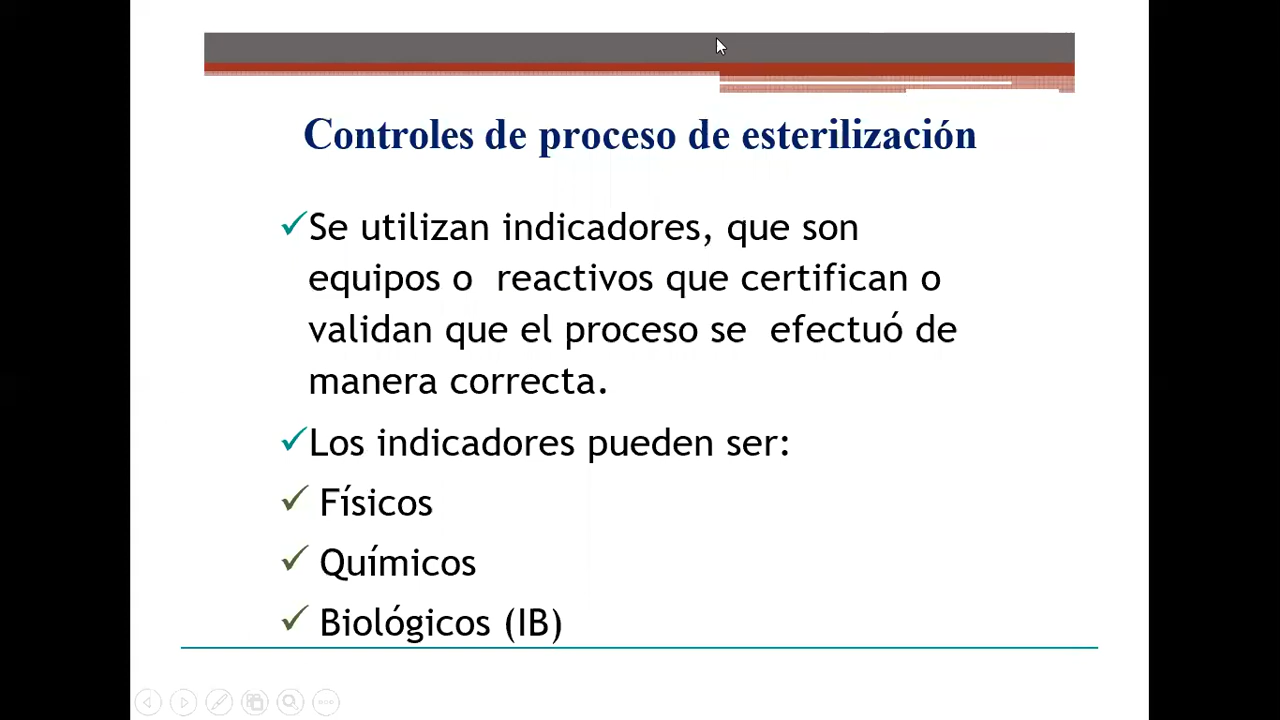 Controles de proceso de esterilización
✓Se utilizan indicadores, que son
equipos o reactivos que certifican o
validan que el proceso se efectuó de
manera correcta.
✓Los indicadores pueden ser:
✓ Físicos
✓ Químicos
✓ Biológicos (IB)